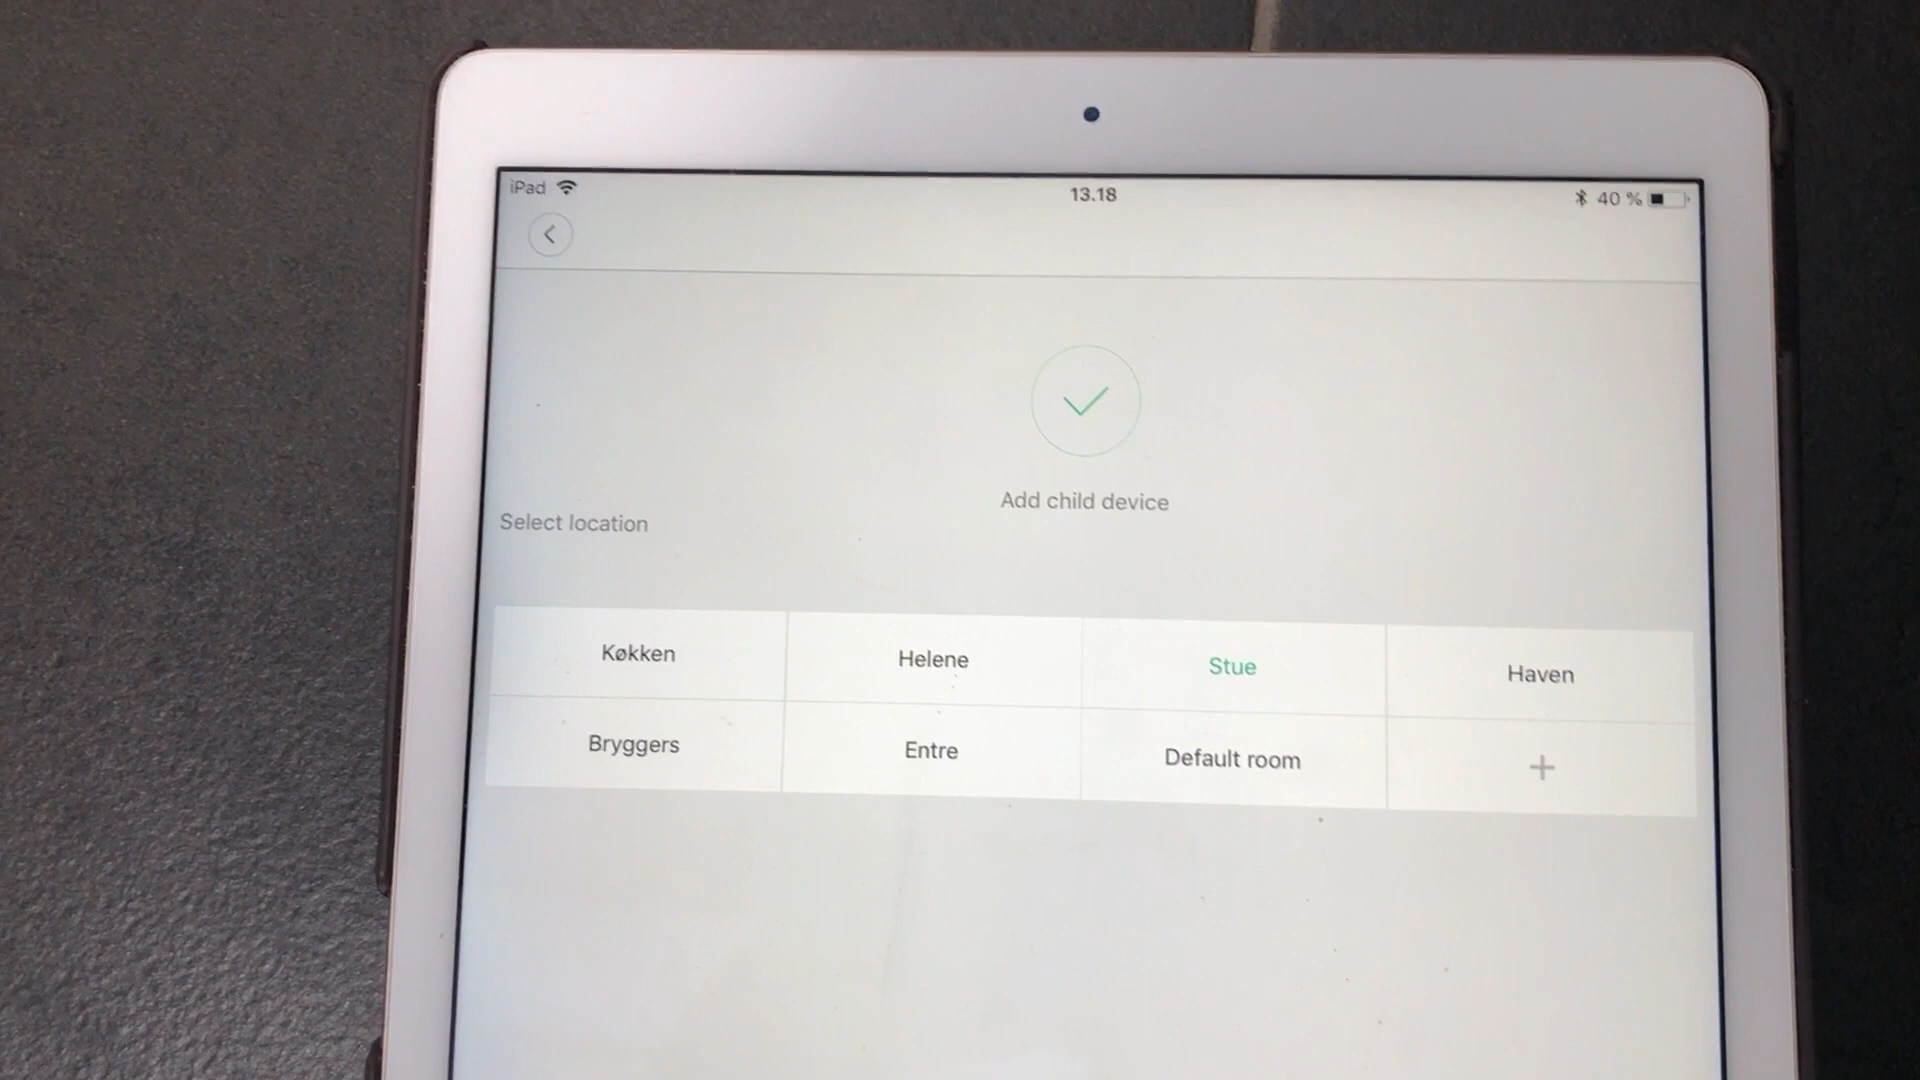 iPad 13.18 40 %
Add child device
Select location
Køkken Helene Stue Haven
Bryggers Entre Default room +